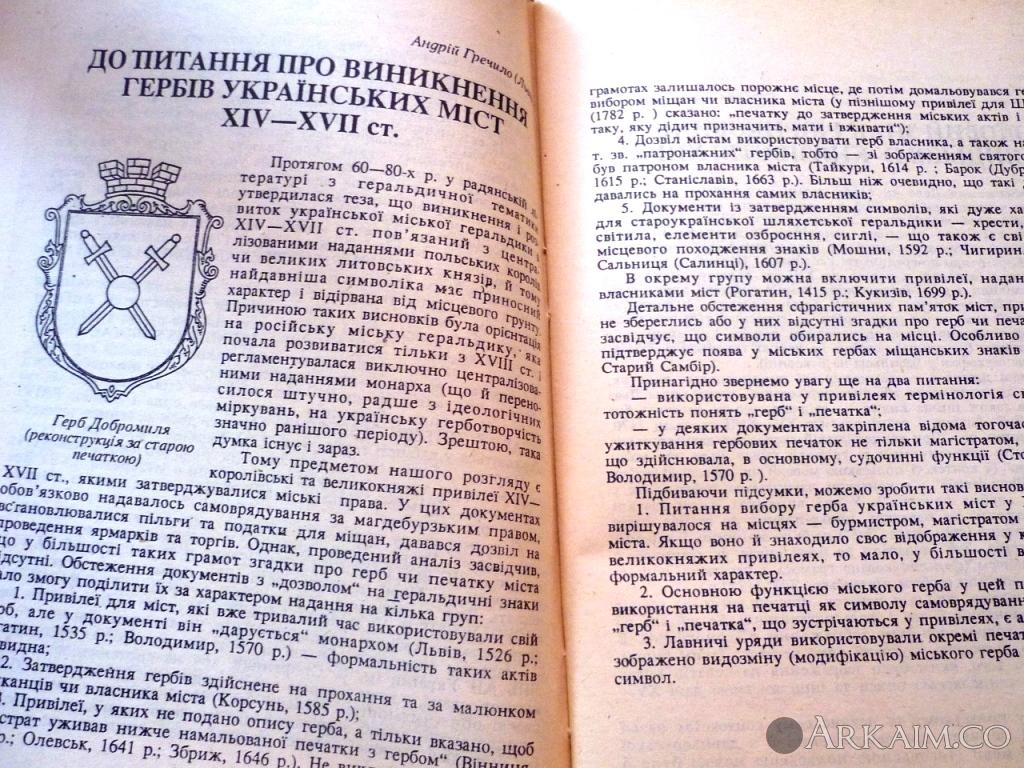 Андрій Гречило
ДО ПИТАННЯ ПРО ВИНИКНЕННЯ
ГЕРБІВ УКРАЇНСЬКИХ МІСТ
XIV—XVII ст.
Протягом 60—80-х р. у радянській лі-
тературі з геральдичної тематики
утвердилася теза, що виникнення і роз-
виток української міської геральдики
XIV—XVII ст. пов'язаний з центра-
лізованими наданнями польських королів
чи великих литовських князів, й тому
найдавніша символіка має приносний
характер і відірвана від місцевого грунту.
Причиною таких висновків була орієнтація
на російську міську геральдику, яка
почала розвиватися тільки з XVIII ст. і
регламентувалася виключно централізова-
ними наданнями монарха (що й перено-
силося штучно, радше з ідеологічних
міркувань, на українську герботворчість
значно ранішого періоду). Зрештою, така
думка існує і зараз.
Герб Добромиля
(реконструкція за старою
печаткою)
Тому предметом нашого розгляду є
королівські та великокняжі привілеї XIV—
XVII ст., якими затверджувалися міські права. У цих документах
обов'язково надавалось самоврядування за магдебурзьким правом,
встановлювалися пільги та податки для міщан, давався дозвіл на
проведення ярмарків та торгів. Однак, проведений аналіз засвідчив,
що у більшості таких грамот згадки про герб чи печатку міста
відсутні. Обстеження документів з „дозволом" на геральдичні знаки
дало змогу поділити їх за характером надання на кілька груп:
1. Привілеї для міст, які вже тривалий час використовували свій
герб, але у документі він „дарується" монархом (Львів, 1526 р.;
Рогатин, 1535 р.; Володимир, 1570 р.) — формальність таких актів
очевидна;
2. Затвердження гербів здійснене на прохання та за малюнком
мешканців чи власника міста (Корсунь, 1585 р.);
3. Привілеї, у яких не подано опису герба, а тільки вказано, щоб
магістрат уживав нижче намальованої печатки з гербом" (Вінниця,
р.; Олевськ, 1641 р.; Збриж, 1646 р.). Не
грамотах залишалось порожнє місце, де потім домальовувався
вибором міщан чи власника міста (у пізнішому привілеї для
(1782 р. ) сказано: „печатку до затвердження міських актів і
таку, яку дідич призначить, мати і вживати");
4. Дозвіл містам використовувати герб власника, а також
т. зв. „патронажних" гербів, тобто — зі зображенням святого
був патроном власника міста (Тайкури, 1614 р. ; Барок
1615 р.; Станіславів, 1663 р.). Більш ніж очевидно, що такі
давались на прохання самих власників;
5. Документи із затвердженням символів, які дуже
для староукраїнської шляхетської геральдики — хрести,
світила, елементи озброєння, сиглі, — що також є
місцевого походження знаків (Мошни, 1592 р.;
Сальниця (Салинці), 1607 р.).
В окрему групу можна включити привілеї,
власниками міст (Рогатин, 1415 р.; Кукизів, 1699 р.).
Детальне обстеження сфрагістичних пам'яток міст,
не збереглись або у них відсутні згадки про герб чи
засвідчує, що символи обирались на місці. Особливо
підтверджує поява у міських гербах міщанських знаків
Старий Самбір).
Принагідно звернемо увагу ще на два питання:
— використовувана у привілеях термінологія
тотожність понять „герб" і „печатка";
— у деяких документах закріплена відома
ужиткування гербових печаток не тільки магістратом,
що здійснювала, в основному, судочинні функції
Володимир, 1570 р. ).
Підбиваючи підсумки, можемо зробити такі
1. Питання вибору герба українських міст у
вирішувалося на місцях — бурмистром, магістратом
міста. Якщо воно й знаходило своє відображення у
великокняжих привілеях, то мало, у більшості
формальний характер.
2. Основною функцією міського герба у цей
використання на печатці як символу
„герб" і „печатка", що зустрічаються у привілеях, є
3. Лавничі уряди використовували окремі
зображено видозміну (модифікацію) міського герба
символ.
ARKAIM.CO